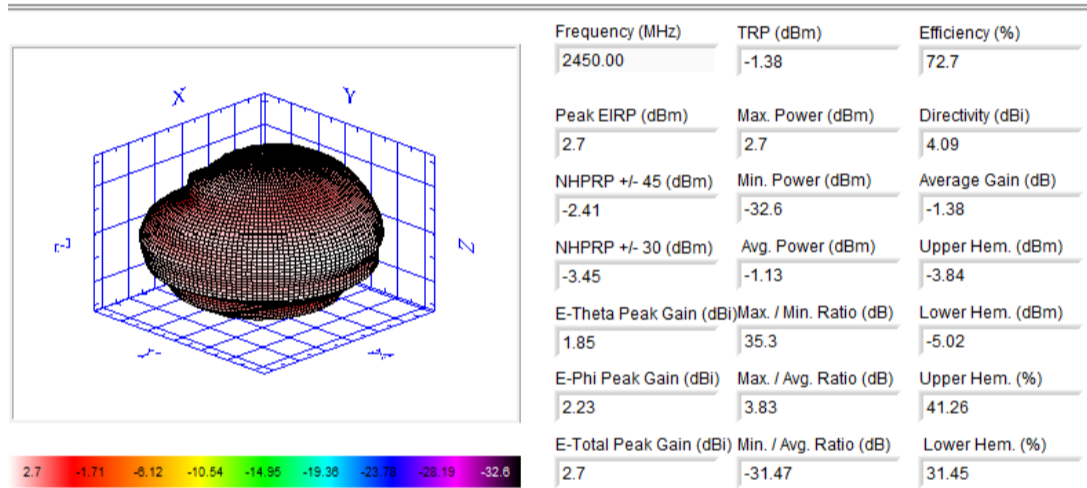 Frequency (MHz) TRP (dBm) Efficiency (%)
2450.00 -1.38 72.7
Peak EIRP (dBm) Max. Power (dBm) Directivity (dBi)
2.7 2.7 4.09
NHPRP +/- 45 (dBm) Min. Power (dBm) Average Gain (dB)
-2.41 -32.6 -1.38
NHPRP +/- 30 (dBm) Avg. Power (dBm) Upper Hem. (dBm)
-3.45 -1.13 -3.84
E-Theta Peak Gain (dBi) Max. / Min. Ratio (dB) Lower Hem. (dBm)
1.85 35.3 -5.02
E-Phi Peak Gain (dBi) Max. / Avg. Ratio (dB) Upper Hem. (%)
2.23 3.83 41.26
E-Total Peak Gain (dBi) Min. / Avg. Ratio (dB) Lower Hem. (%)
2.7 -31.47 31.45
X Y
Z
2.7 -1.71 -6.12 -10.54 -14.95 -19.36 -23.78 -28.19 -32.6